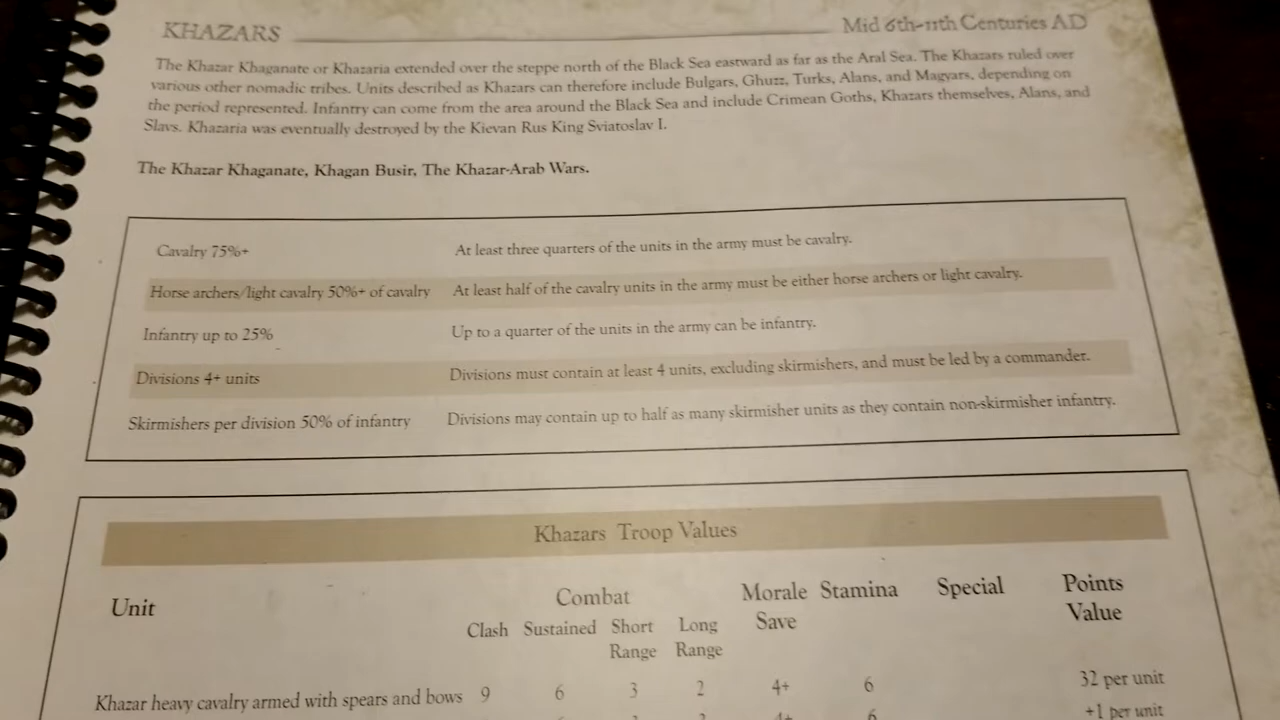 KHAZARS Mid 6th-11th Centuries AD
The Khazar Khaganate or Khazaria extended over the steppe north of the Black Sea eastward as far as the Aral Sea. The Khazars ruled over
various other nomadic tribes. Units described as Khazars can therefore include Bulgars, Ghuzz, Turks, Alans, and Magyars, depending on
the period represented. Infantry can come from the area around the Black Sea and include Crimean Goths, Khazars themselves, Alans, and
Slavs. Khazaria was eventually destroyed by the Kievan Rus King Sviatoslav I.
The Khazar Khaganate, Khagan Busir, The Khazar-Arab Wars.
Cavalry 75%+ At least three quarters of the units in the army must be cavalry.
Horse archers/light cavalry 50%+ of cavalry At least half of the cavalry units in the army must be either horse archers or light cavalry.
Infantry up to 25% Up to a quarter of the units in the army can be infantry.
Divisions 4+ units Divisions must contain at least 4 units, excluding skirmishers, and must be led by a commander.
Skirmishers per division 50% of infantry Divisions may contain up to half as many skirmisher units as they contain non-skirmisher infantry.
Khazars Troop Values
Unit Combat Morale Save Stamina Special Points Value
Clash Sustained Short Range Long Range
Khazar heavy cavalry armed with spears and bows 9 6 3 2 4+ 6 32 per unit
4+ 6 +1 per unit